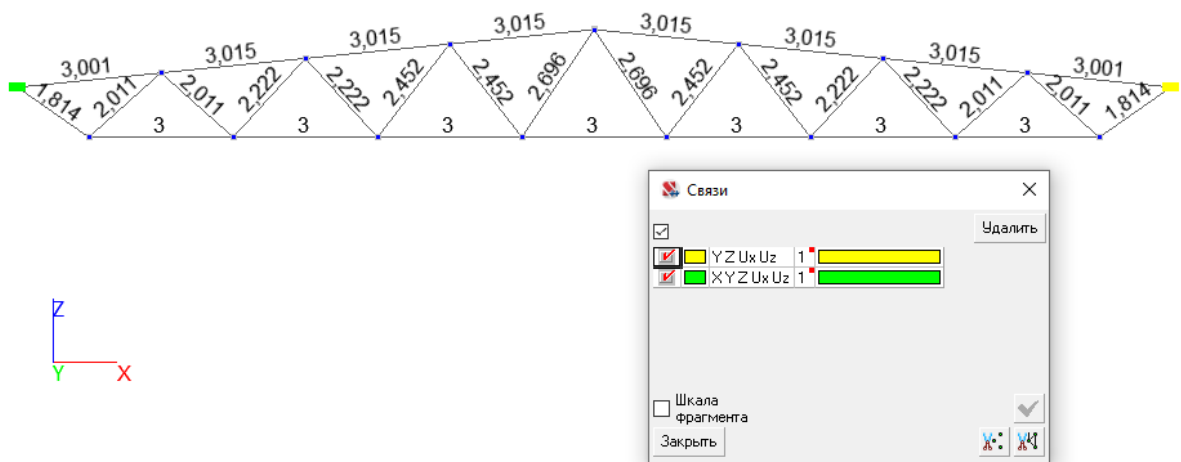 3,001 3,015 3,015 3,015 3,015 3,015 3,015 3,001
1,814 2,011 2,011 2,222 2,222 2,452 2,452 2,696 2,696 2,452 2,452 2,222 2,222 2,011 2,011 1,814
3 3 3 3 3 3 3
Связи
Удалить
Y Z Ux Uz 1
X Y Z Ux Uz 1
Z
Y X
Шкала
фрагмента
Закрыть